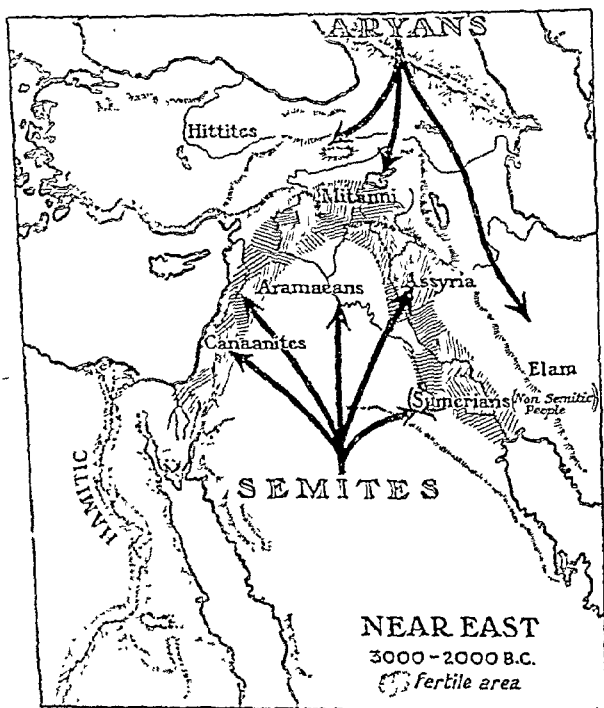 ARYANS
Hittites
Mitanni
Aramaeans
Assyria
Canaanites
Elam
(Sumerians (Non Semitic
People)
HAMITIC
SEMITES
NEAR EAST
3000-2000 B.C.
fertile area